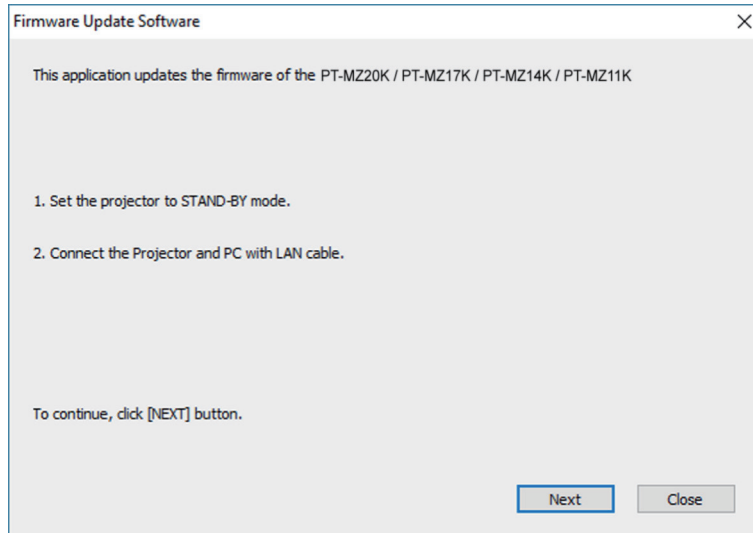 Firmware Update Software
This application updates the firmware of the PT-MZ20K / PT-MZ17K / PT-MZ14K / PT-MZ11K
1. Set the projector to STAND-BY mode.
2. Connect the Projector and PC with LAN cable.
To continue, click [NEXT] button.
Next Close